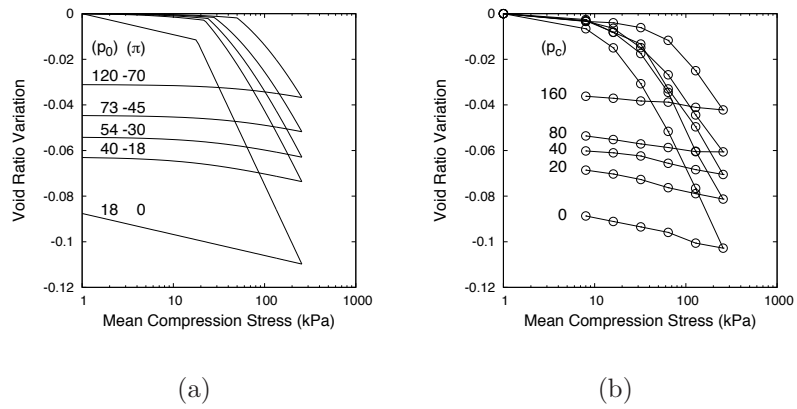 0
-0.02
-0.04
-0.06
-0.08
-0.1
-0.12
1 10 100 1000
Void Ratio Variation
Mean Compression Stress (kPa)
(p0) (π)
120 -70
73 -45
54 -30
40 -18
18 0
(a)
0
-0.02
-0.04
-0.06
-0.08
-0.1
-0.12
1 10 100 1000
Void Ratio Variation
Mean Compression Stress (kPa)
(pc)
160
80
40
20
0
(b)